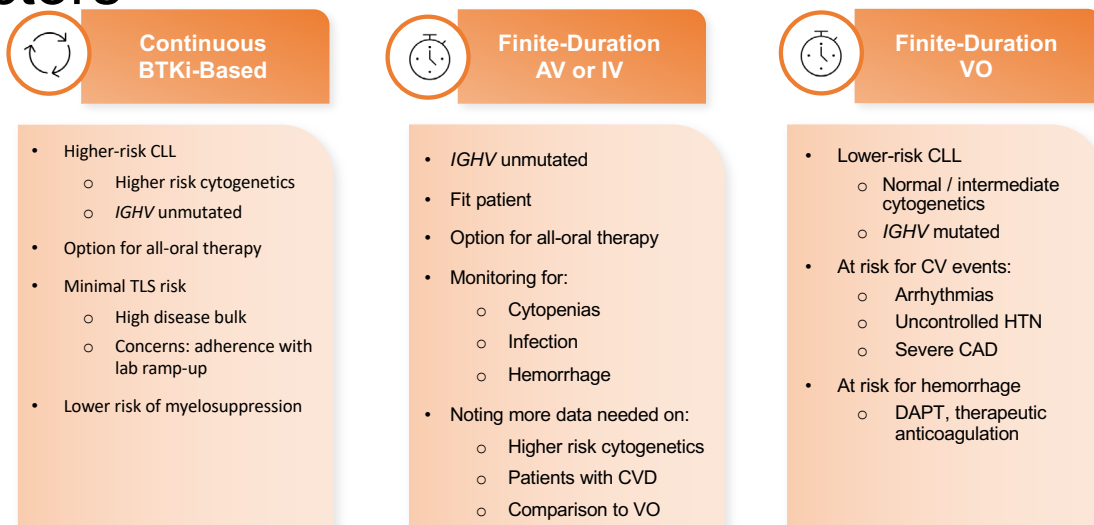 Continuous
BTKi-Based
• Higher-risk CLL
o Higher risk cytogenetics
o IGHV unmutated
• Option for all-oral therapy
• Minimal TLS risk
o High disease bulk
o Concerns: adherence with
lab ramp-up
• Lower risk of myelosuppression
Finite-Duration
AV or IV
• IGHV unmutated
• Fit patient
• Option for all-oral therapy
• Monitoring for:
o Cytopenias
o Infection
o Hemorrhage
• Noting more data needed on:
o Higher risk cytogenetics
o Patients with CVD
o Comparison to VO
Finite-Duration
VO
• Lower-risk CLL
o Normal / intermediate
cytogenetics
o IGHV mutated
• At risk for CV events:
o Arrhythmias
o Uncontrolled HTN
o Severe CAD
• At risk for hemorrhage
o DAPT, therapeutic
anticoagulation